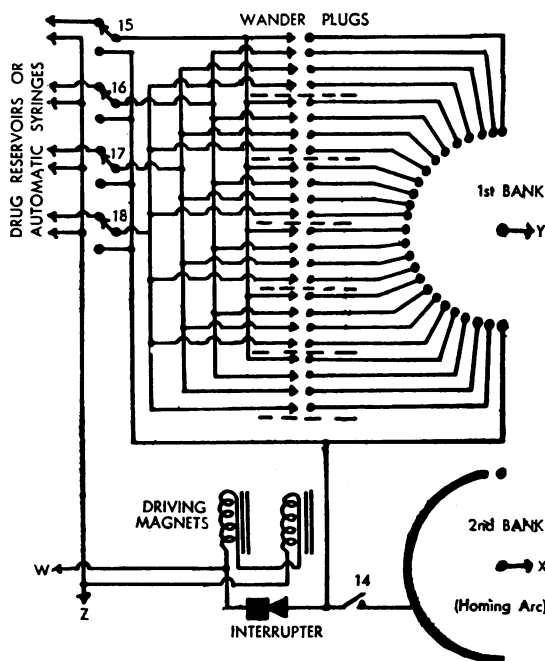 WANDER PLUGS
15
16
17
18
DRUG RESERVOIRS OR
AUTOMATIC SYRINGES
1st BANK
Y
DRIVING
MAGNETS
2nd BANK
W
X
14
(Homing Arc)
Z
INTERRUPTER